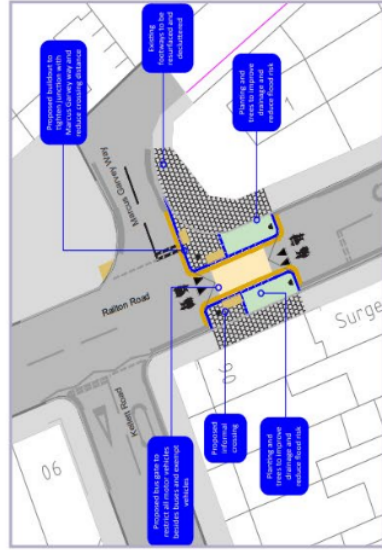 Proposed buildout to
tighten junction with
Marcus Garvey way and
reduce crossing distance
Existing
footways to be
resurfaced and
decluttered
Marcus Garvey Way
Planting and
trees to improve
drainage and
reduce flood risk
1
Railton Road
Kellett Road
90
Surge
90
Proposed bus gate to
restrict all motor vehicles
besides buses and exempt
vehicles
Proposed
informal
crossing
Planting and
trees to improve
drainage and
reduce flood risk